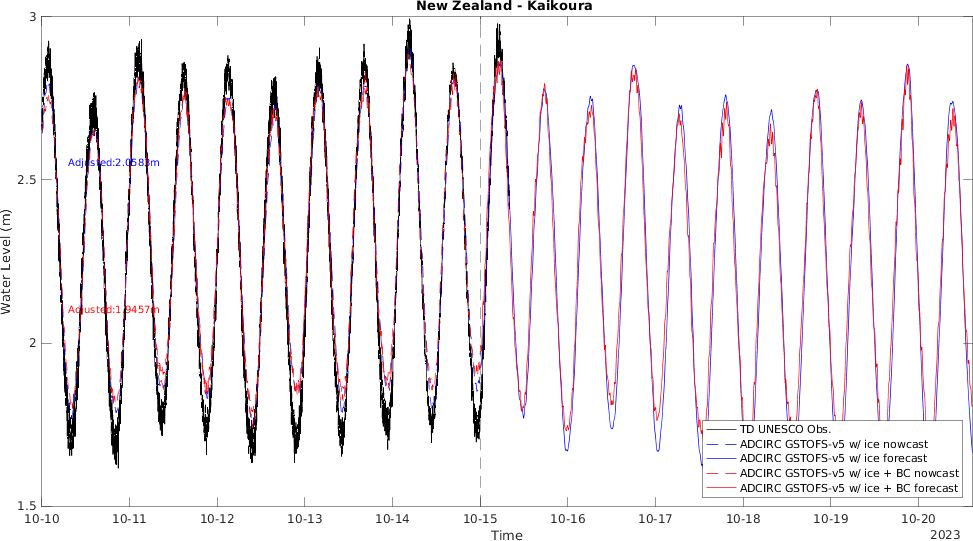 New Zealand - Kaikoura
3
2.5
2
1.5
Water Level (m)
Adjusted:2.0583m
Adjusted:1.9457m
TD UNESCO Obs.
ADCIRC GSTOFS-v5 w/ ice nowcast
ADCIRC GSTOFS-v5 w/ ice forecast
ADCIRC GSTOFS-v5 w/ ice + BC nowcast
ADCIRC GSTOFS-v5 w/ ice + BC forecast
10-10 10-11 10-12 10-13 10-14 10-15 10-16 10-17 10-18 10-19 10-20
Time
2023